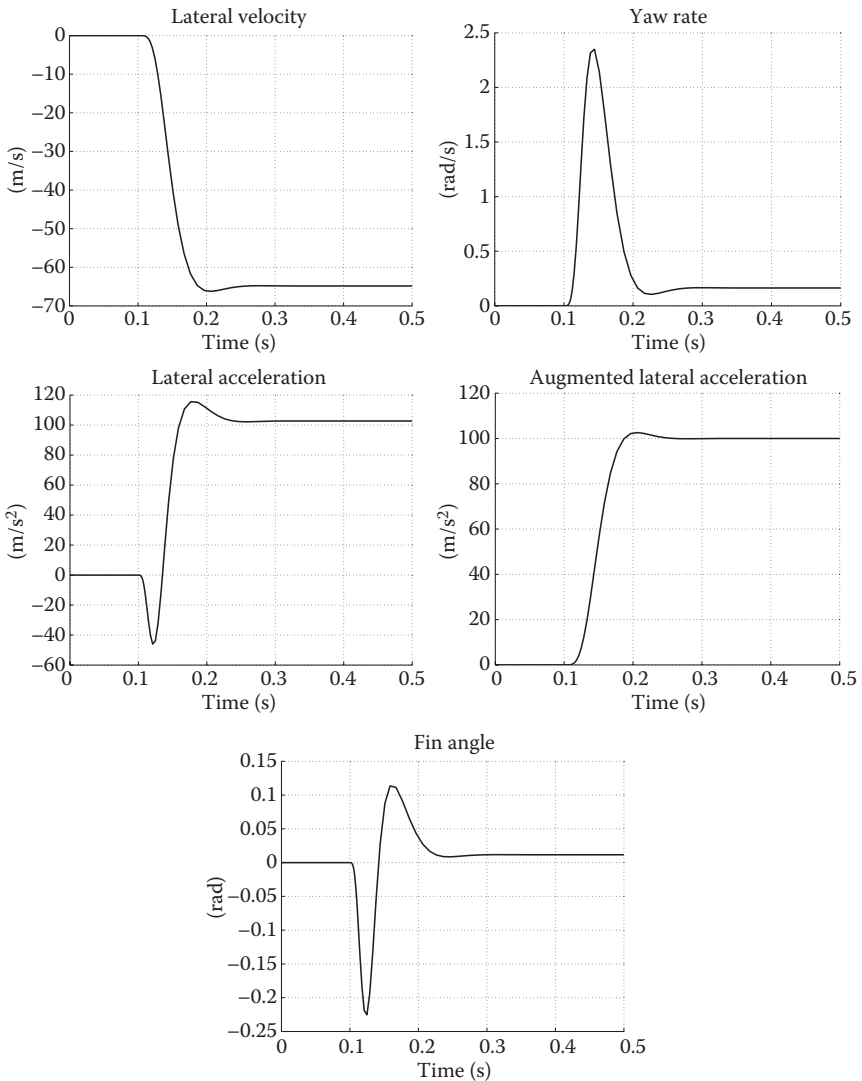 Lateral velocity
0
−10
−20
−30
−40
−50
−60
−70
(m/s)
0 0.1 0.2 0.3 0.4 0.5
Time (s)
Yaw rate
2.5
2
1.5
1
0.5
0
(rad/s)
0 0.1 0.2 0.3 0.4 0.5
Time (s)
Lateral acceleration
120
100
80
60
40
20
0
−20
−40
−60
(m/s²)
0 0.1 0.2 0.3 0.4 0.5
Time (s)
Augmented lateral acceleration
120
100
80
60
40
20
0
(m/s²)
0 0.1 0.2 0.3 0.4 0.5
Time (s)
Fin angle
0.15
0.1
0.05
0
−0.05
−0.1
−0.15
−0.2
−0.25
(rad)
0 0.1 0.2 0.3 0.4 0.5
Time (s)